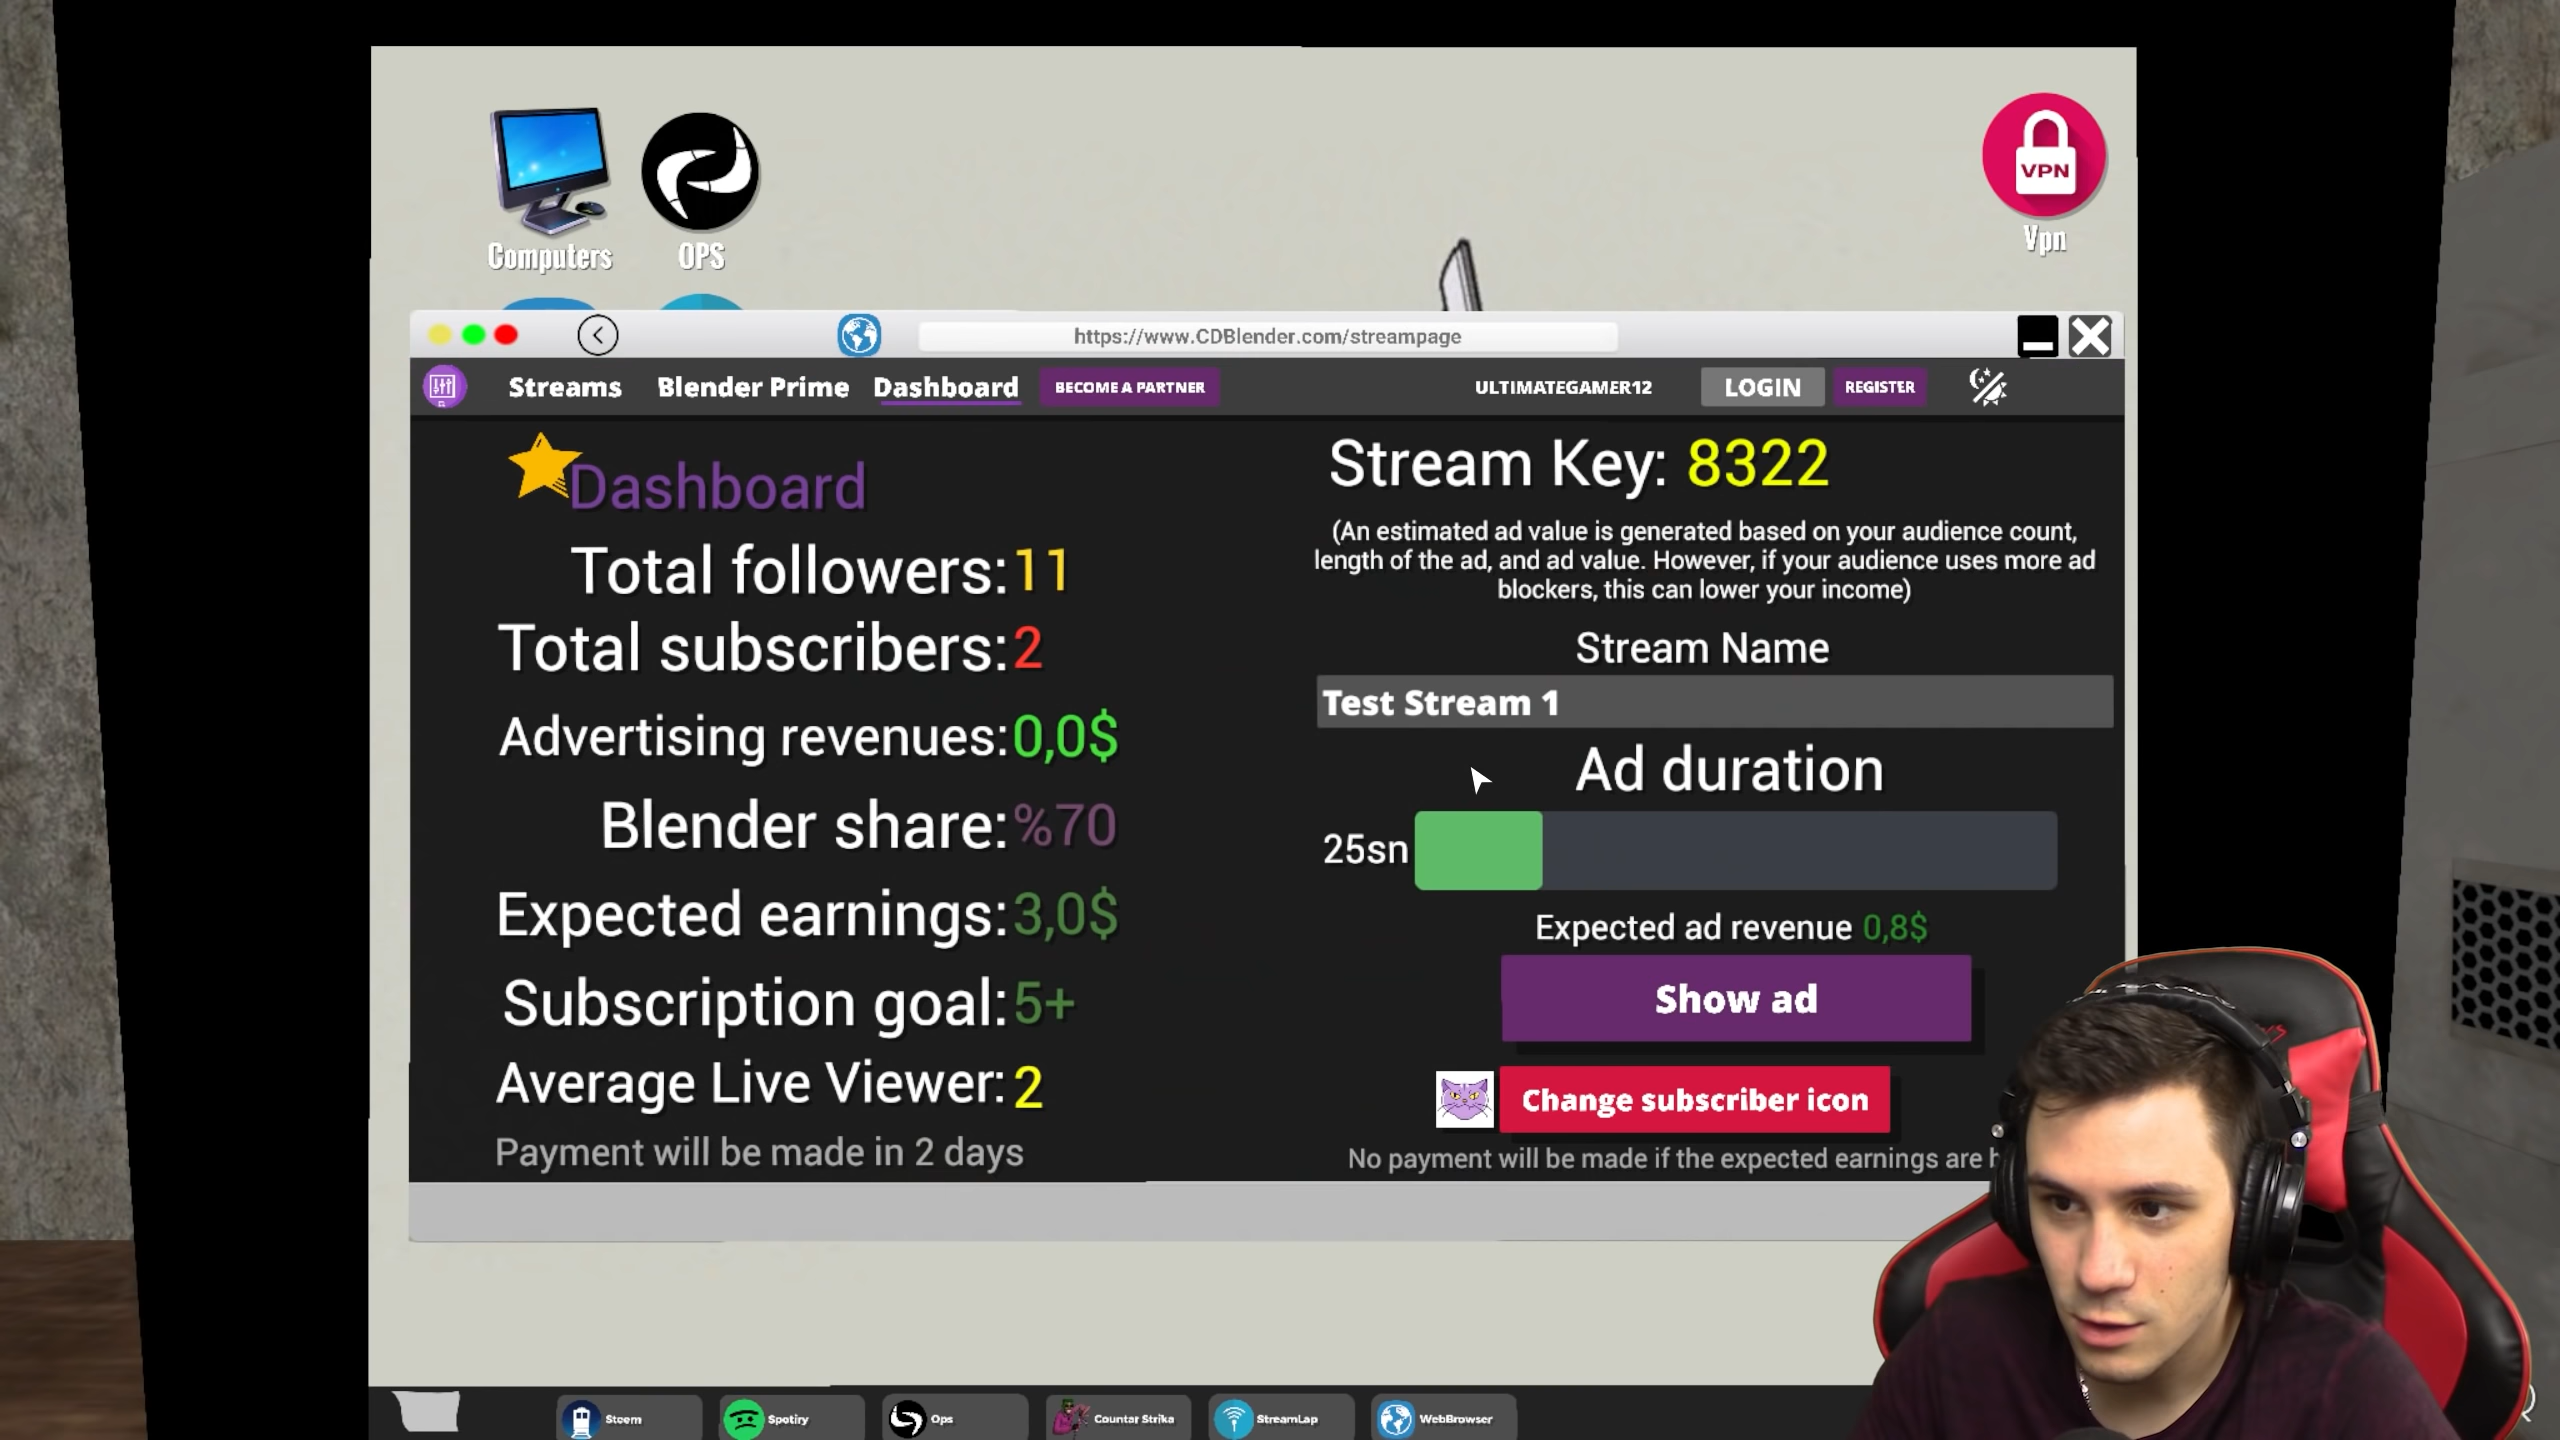 VPN
Computers
OPS
Vpn
https://www.CDBlender.com/streampage
Streams
Blender Prime
Dashboard
BECOME A PARTNER
ULTIMATEGAMER12
LOGIN
REGISTER
Dashboard
Total followers:11
Total subscribers:2
Advertising revenues:0,0$
Blender share:%70
Expected earnings:3,0$
Subscription goal:5+
Average Live Viewer:2
Payment will be made in 2 days
Stream Key: 8322
(An estimated ad value is generated based on your audience count,
length of the ad, and ad value. However, if your audience uses more ad
blockers, this can lower your income)
Stream Name
Test Stream 1
Ad duration
25sn
Expected ad revenue 0,8$
Show ad
Change subscriber icon
No payment will be made if the expected earnings are
Steem
Spotiry
Ops
Countar Strika
StreamLap
WebBrowser